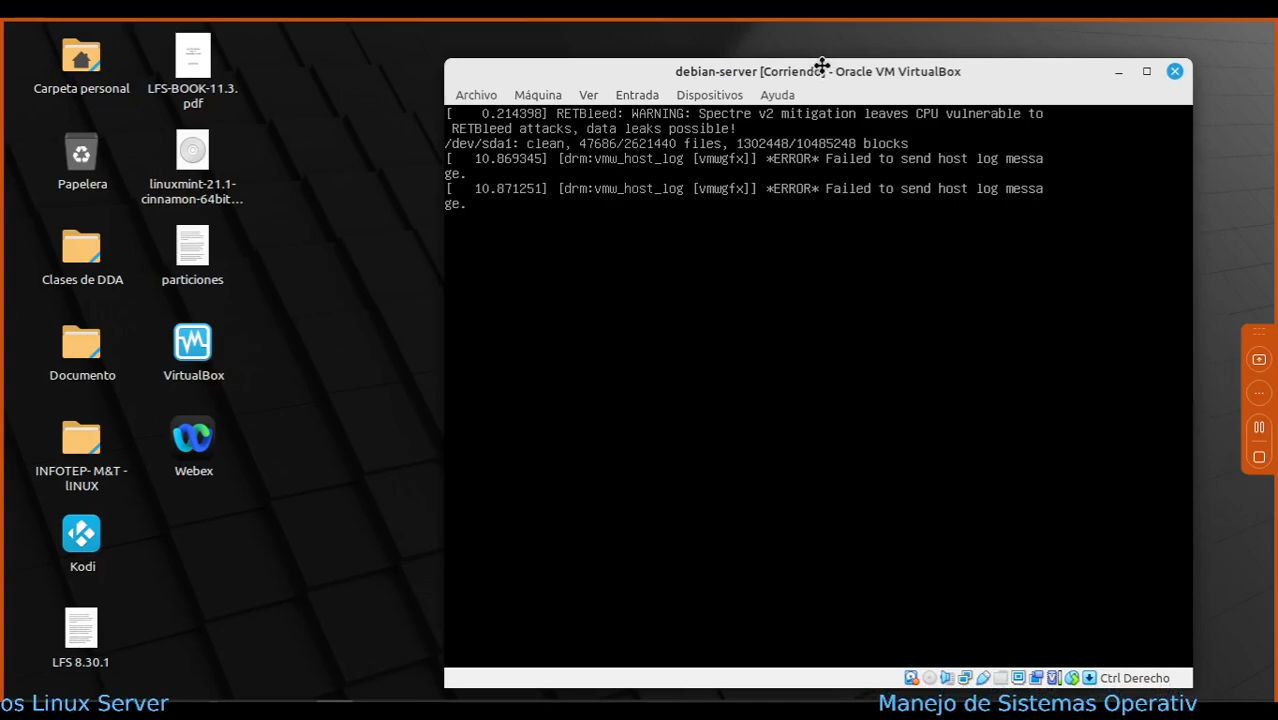 Carpeta personal
LFS-BOOK-11.3.
pdf
Papelera
linuxmint-21.1-
cinnamon-64bit...
Clases de DDA
particiones
Documento
VirtualBox
INFOTEP- M&T -
lINUX
Webex
Kodi
LFS 8.30.1
debian-server [Corriendo] - Oracle VM VirtualBox
Archivo Máquina Ver Entrada Dispositivos Ayuda
[    0.214398] RETBleed: WARNING: Spectre v2 mitigation leaves CPU vulnerable to
RETBleed attacks, data leaks possible!
/dev/sda1: clean, 47686/2621440 files, 1302448/10485248 blocks
[   10.869345] [drm:vmw_host_log [vmwgfx]] *ERROR* Failed to send host log messa
ge.
[   10.871251] [drm:vmw_host_log [vmwgfx]] *ERROR* Failed to send host log messa
ge.
Ctrl Derecho
os Linux Server
Manejo de Sistemas Operativ